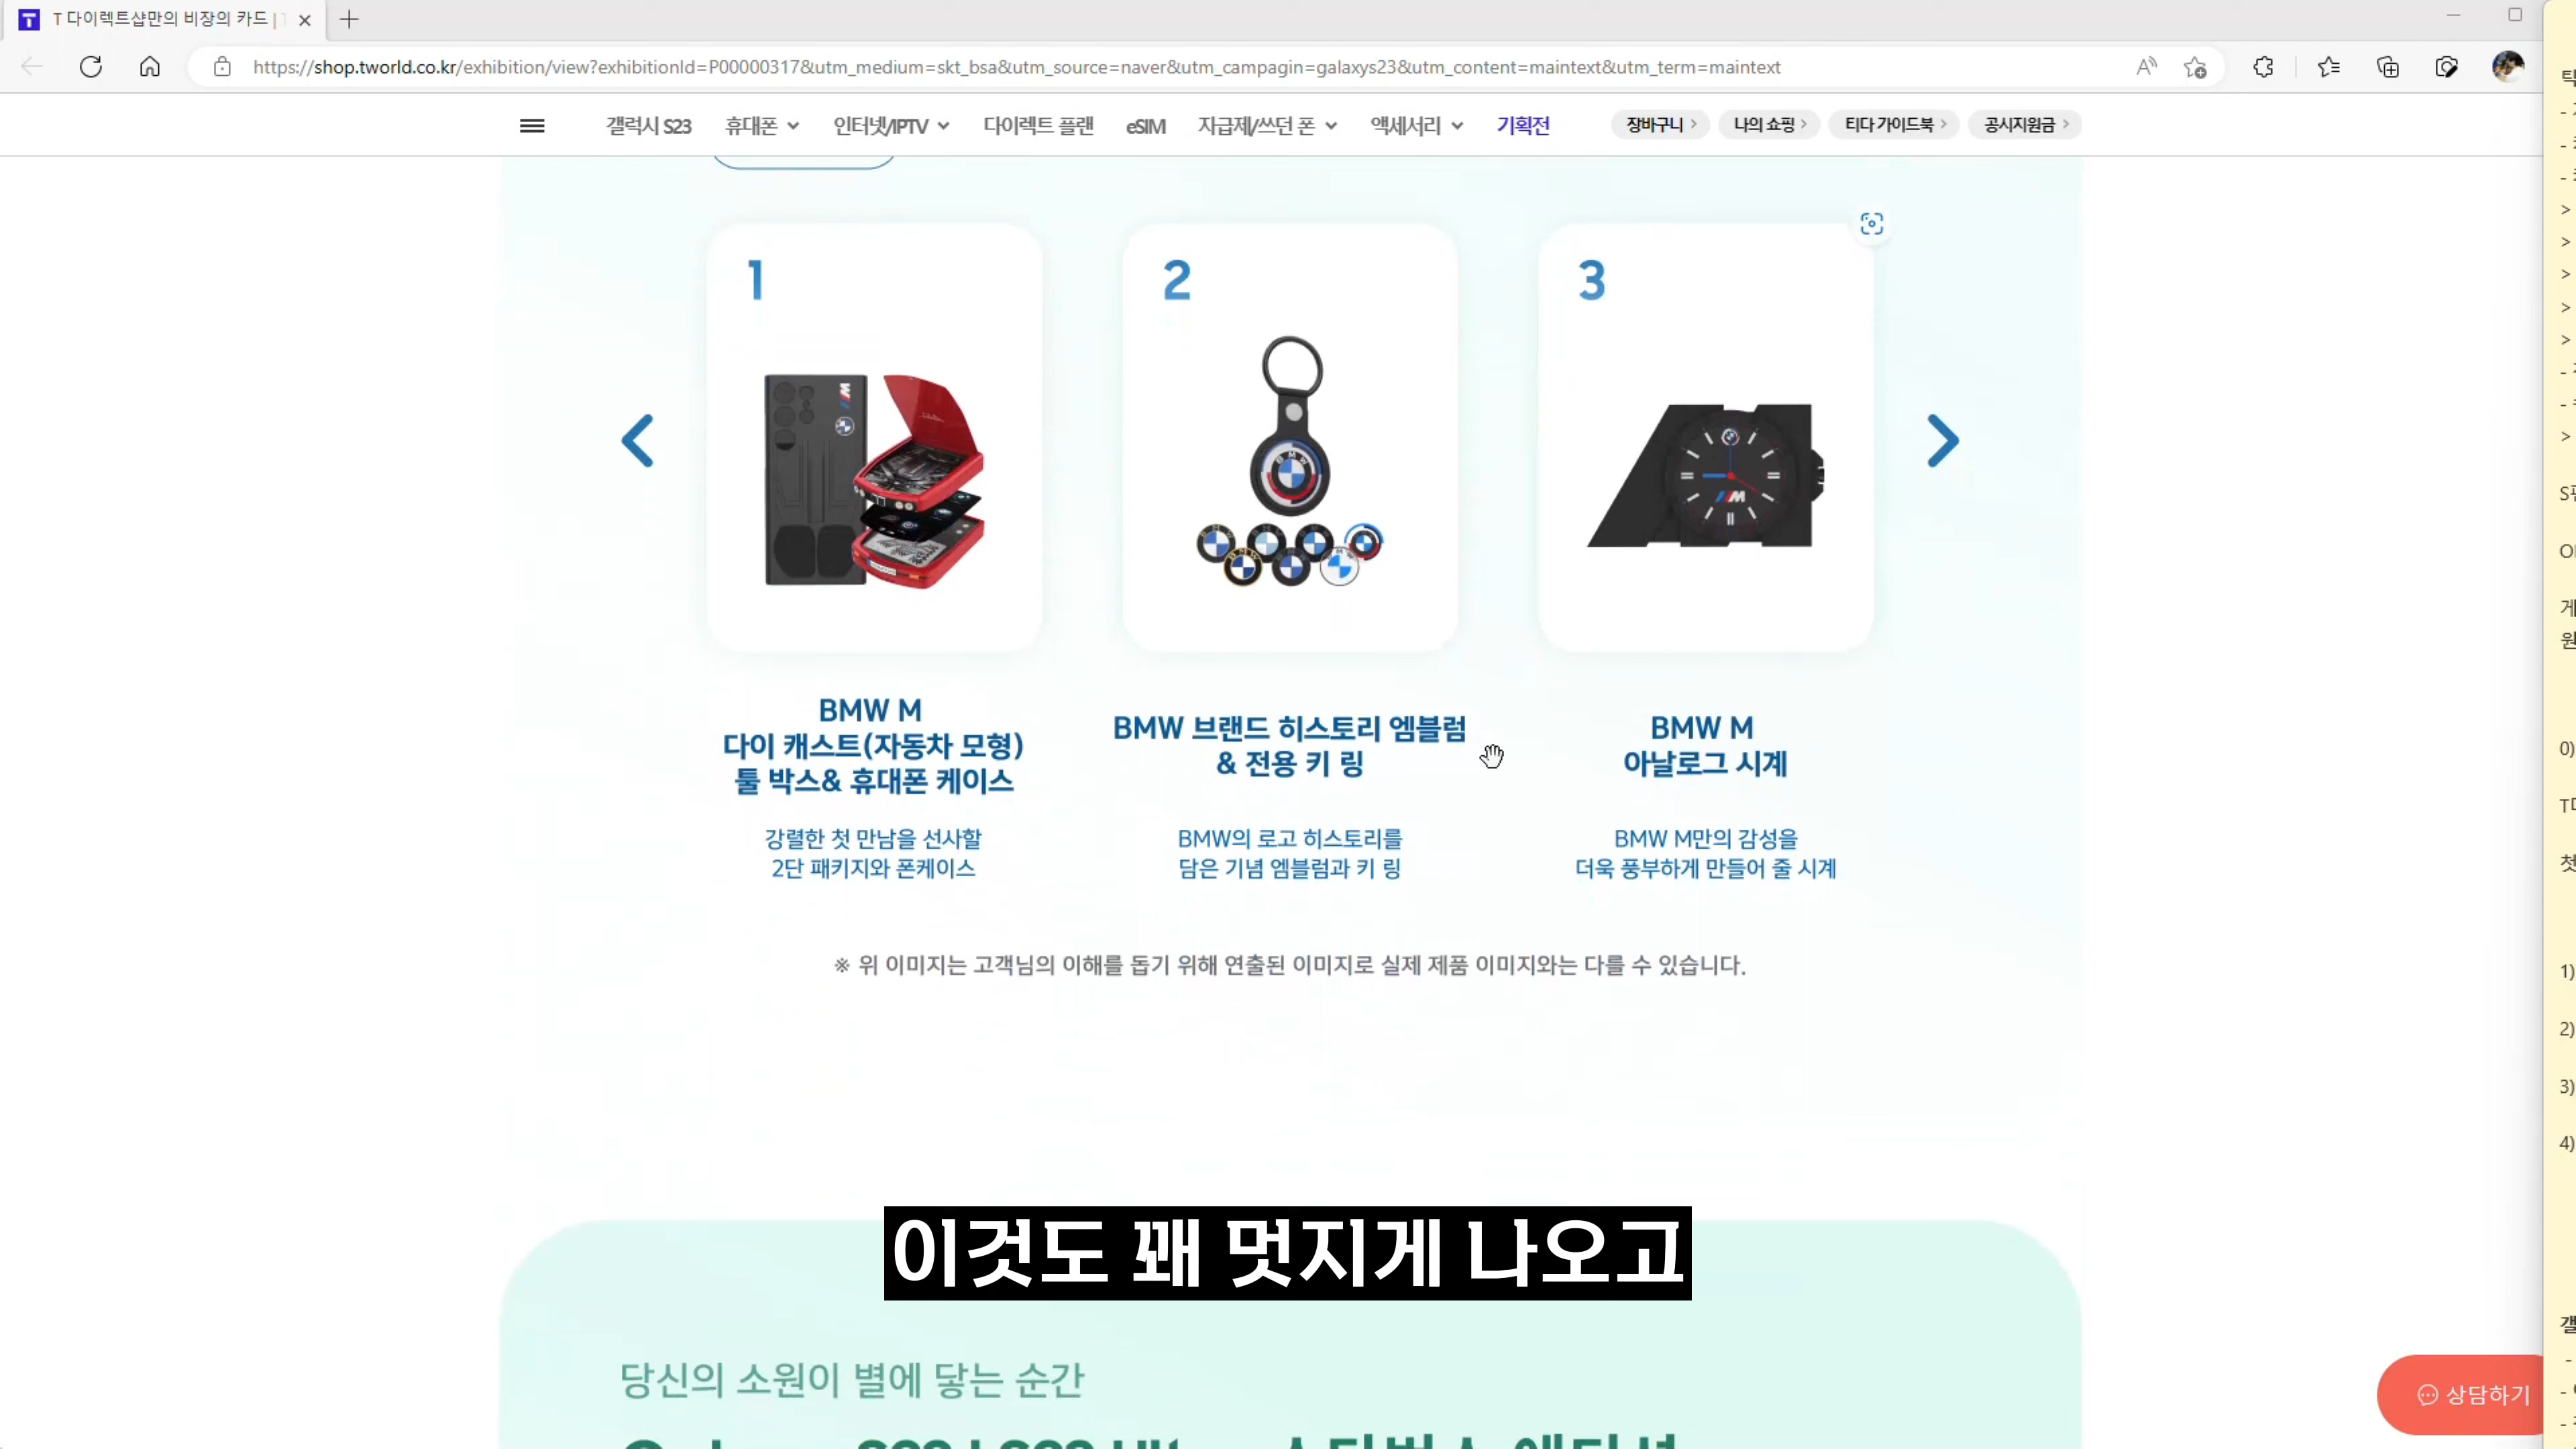 T 다이렉트샵만의 비장의 카드 |
https://shop.tworld.co.kr/exhibition/view?exhibitionId=P00000317&utm_medium=skt_bsa&utm_source=naver&utm_campagin=galaxys23&utm_content=maintext&utm_term=maintext
갤럭시 S23 휴대폰 인터넷/IPTV 다이렉트 플랜 eSIM 자급제/쓰던 폰 액세서리 기획전 장바구니 나의 쇼핑 티다 가이드북 공시지원금
1 2 3
BMW M
다이 캐스트(자동차 모형)
툴 박스& 휴대폰 케이스
강렬한 첫 만남을 선사할
2단 패키지와 폰케이스
BMW 브랜드 히스토리 엠블럼
& 전용 키 링
BMW의 로고 히스토리를
담은 기념 엠블럼과 키 링
BMW M
아날로그 시계
BMW M만의 감성을
더욱 풍부하게 만들어 줄 시계
※ 위 이미지는 고객님의 이해를 돕기 위해 연출된 이미지로 실제 제품 이미지와는 다를 수 있습니다.
이것도 꽤 멋지게 나오고
당신의 소원이 별에 닿는 순간
상담하기
0)
1)
2)
3)
4)